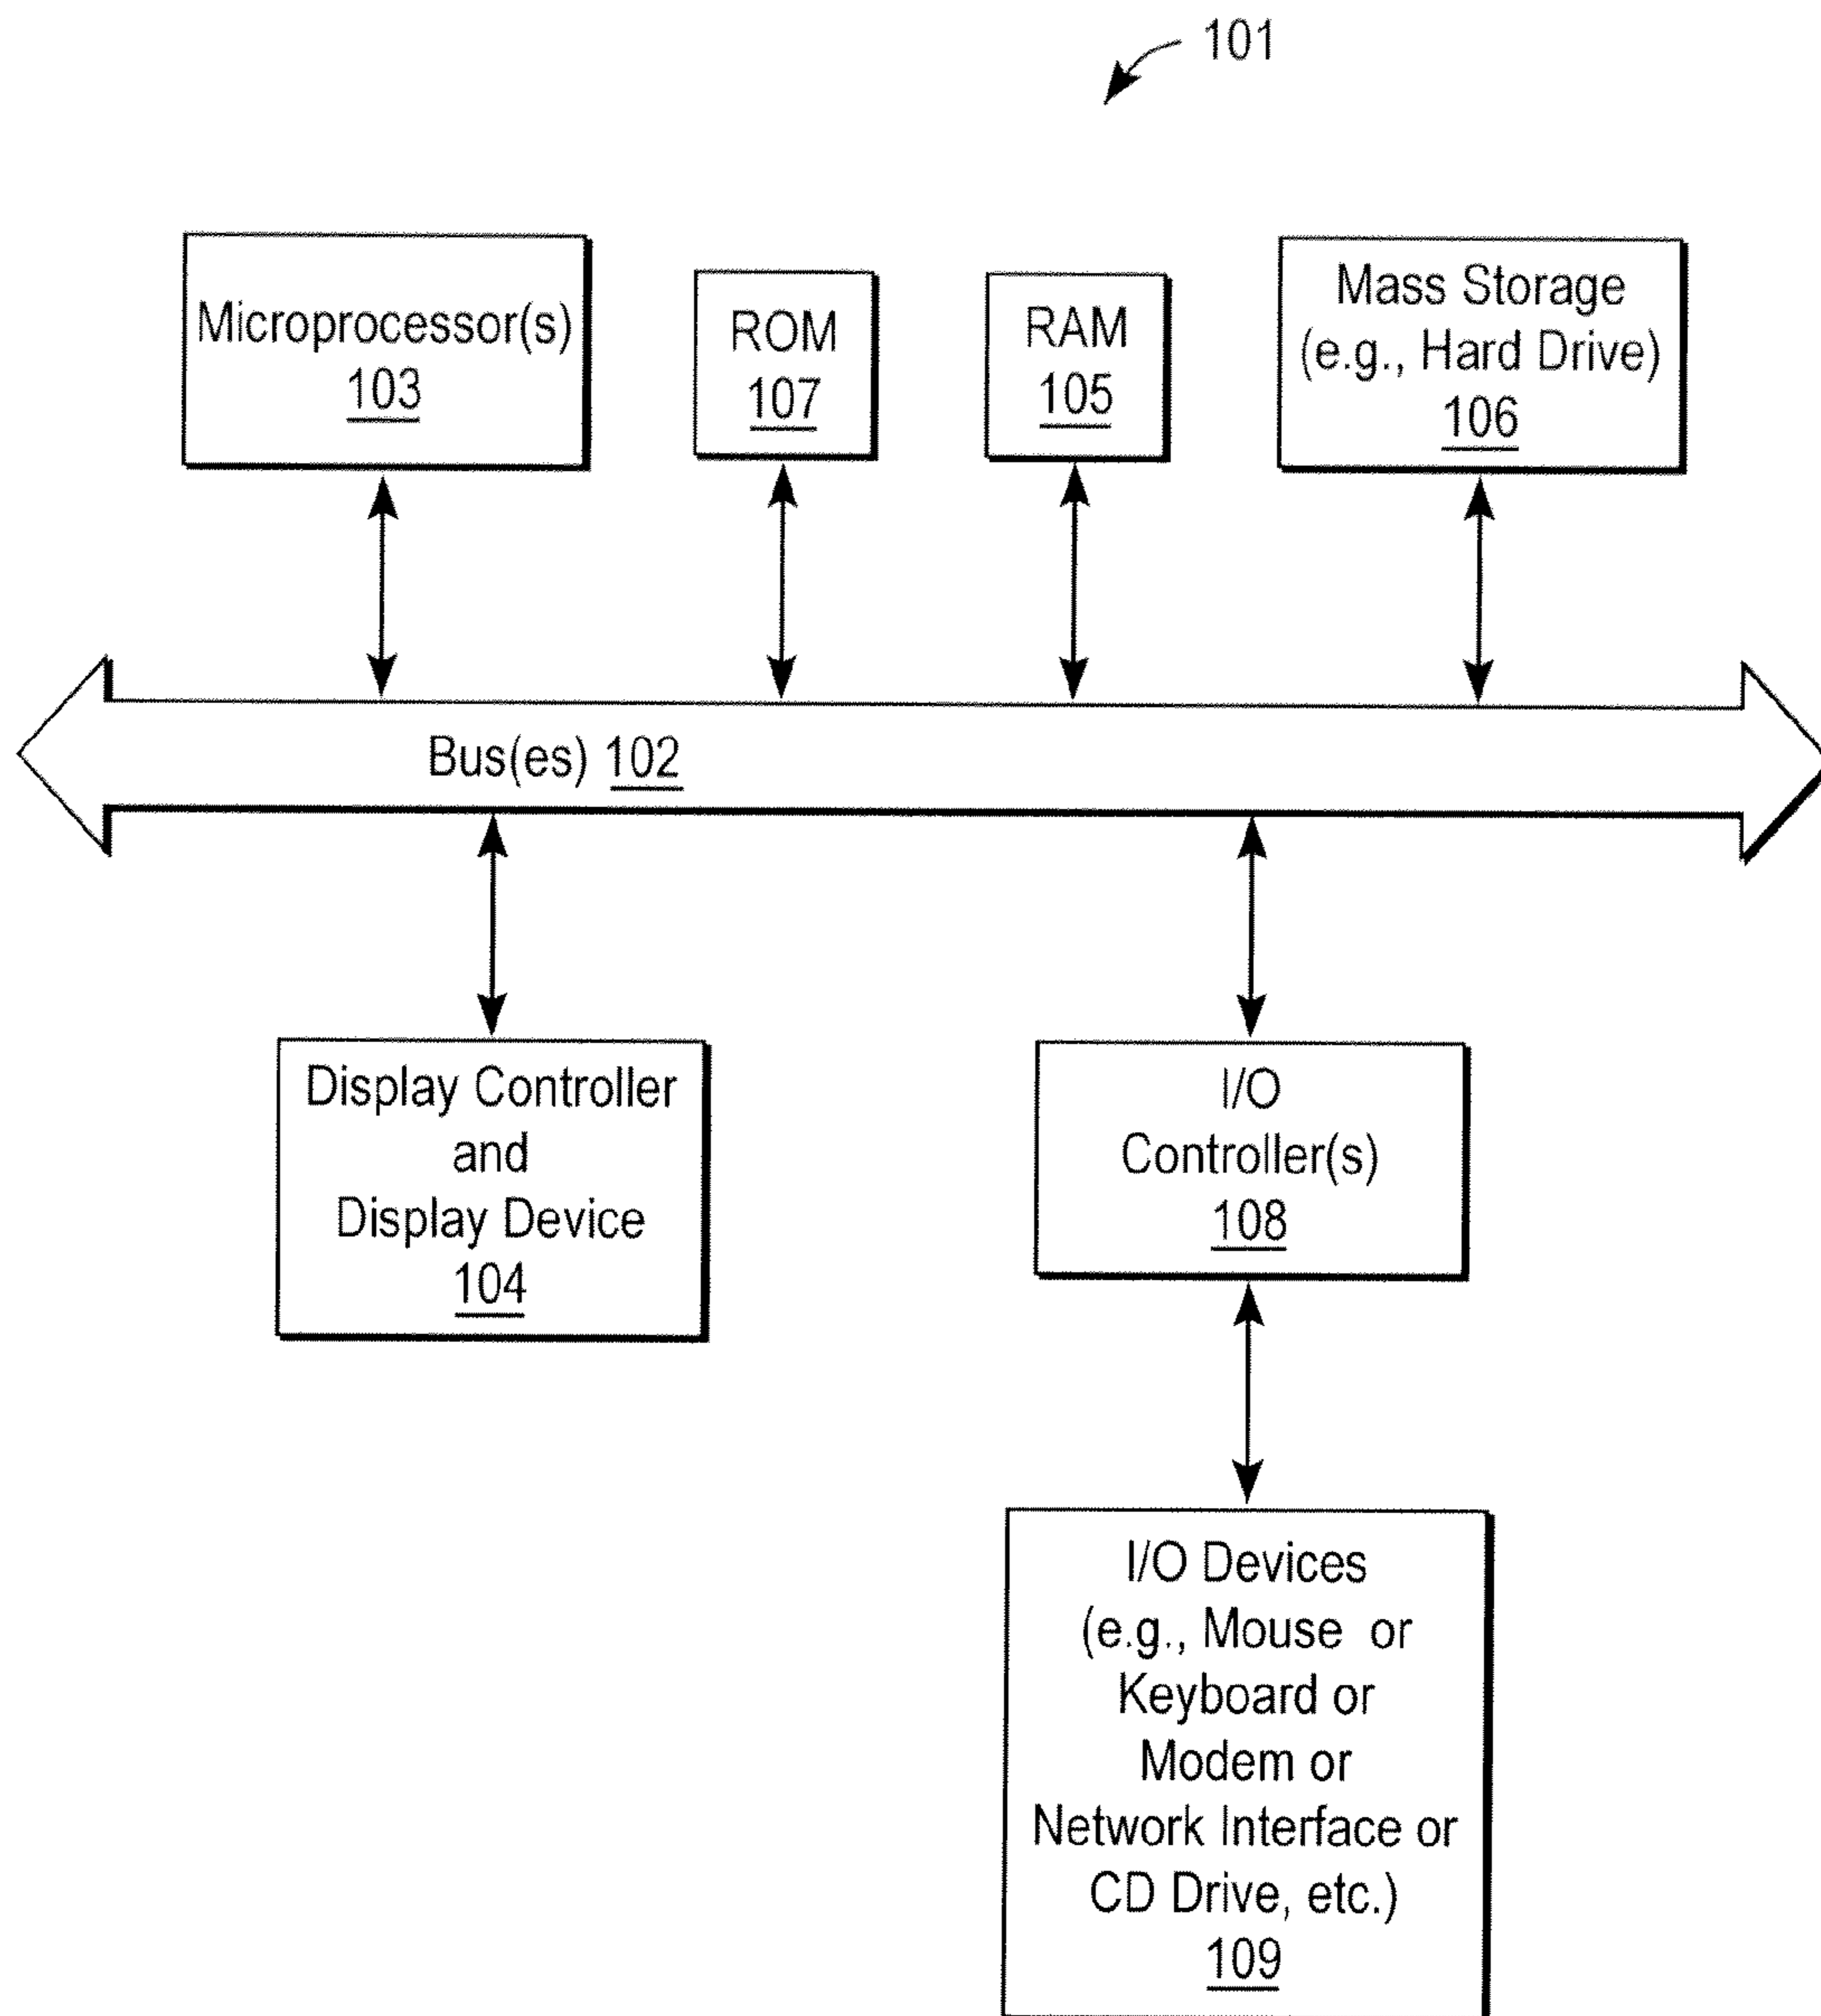 101
Microprocessor(s)
103
ROM
107
RAM
105
Mass Storage
(e.g., Hard Drive)
106
Bus(es) 102
Display Controller
and
Display Device
104
I/O
Controller(s)
108
I/O Devices
(e.g., Mouse or
Keyboard or
Modem or
Network Interface or
CD Drive, etc.)
109